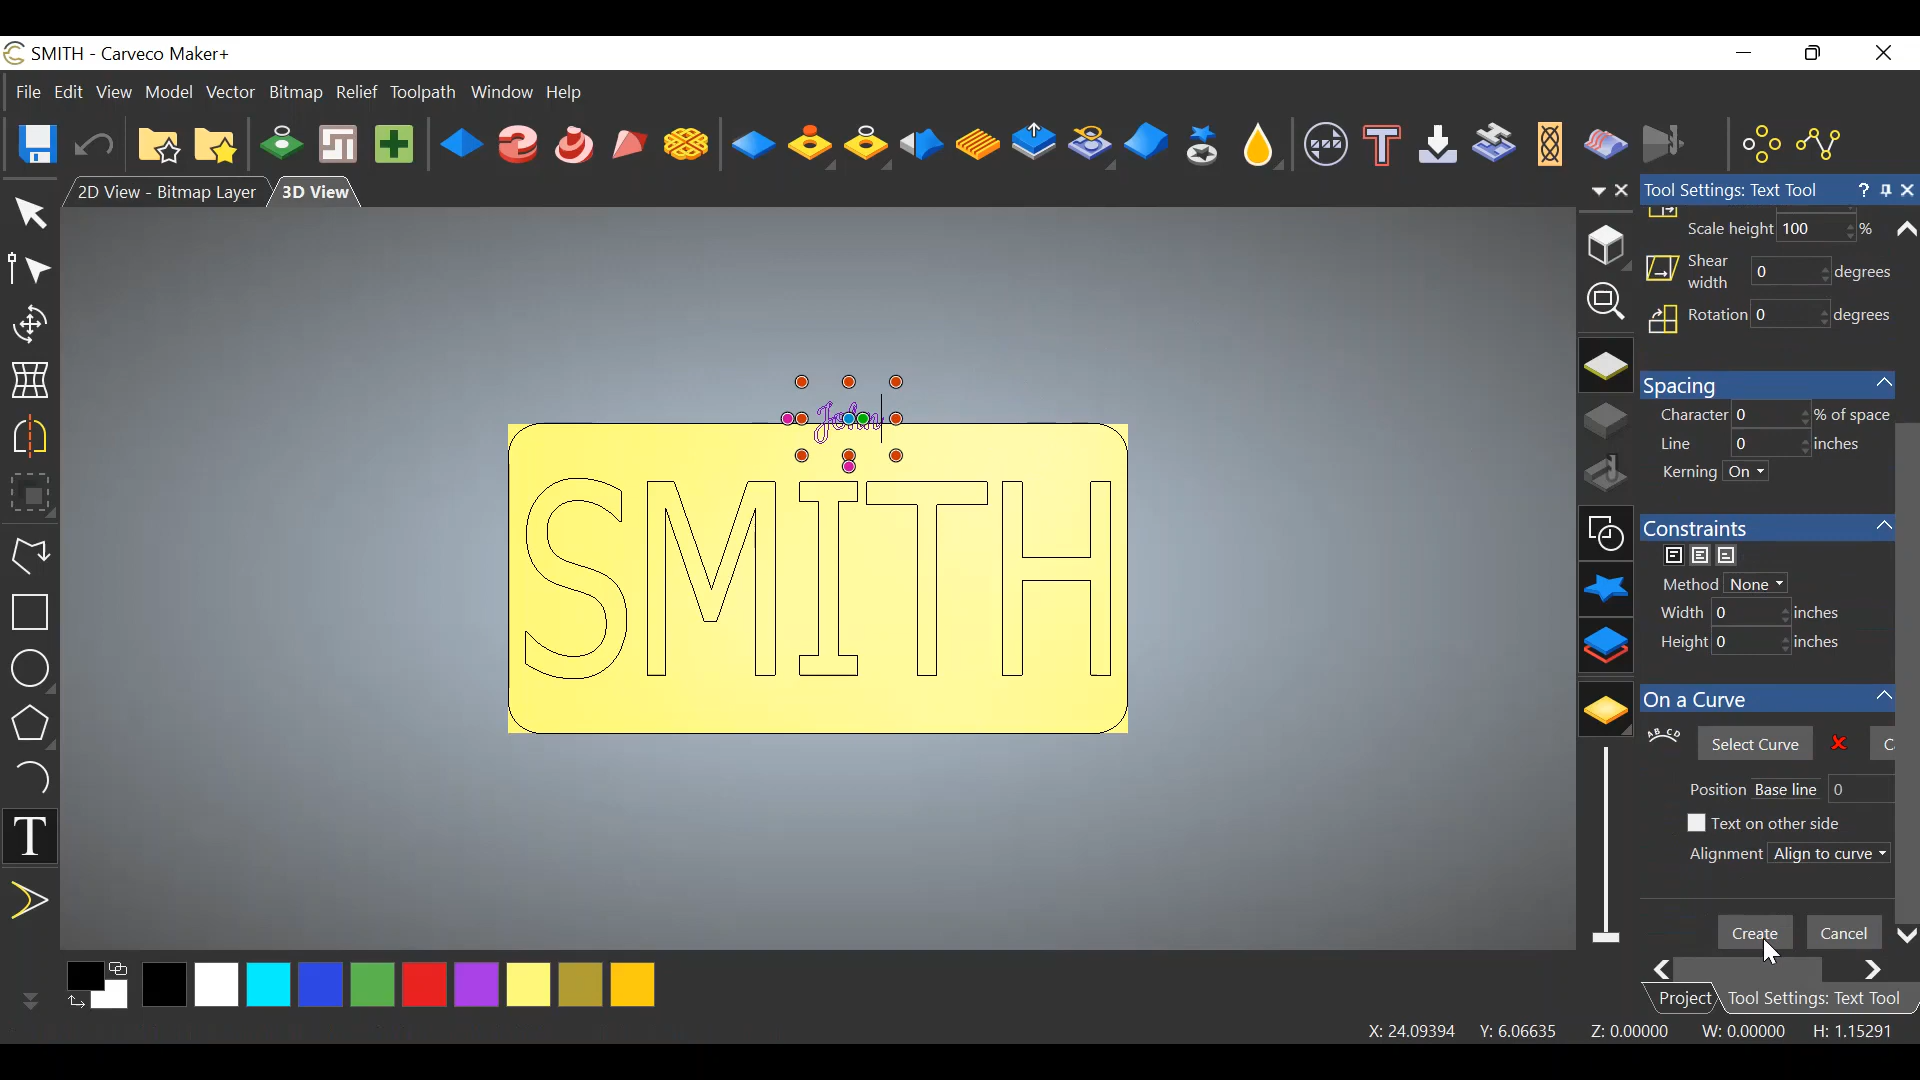 SMITH - Carveco Maker+
File Edit View Model Vector Bitmap Relief Toolpath Window Help
2D View - Bitmap Layer 3D View
Tool Settings: Text Tool ?
Scale height 100 %
Shear width 0 degrees
Rotation 0 degrees
Spacing
Character 0 % of space
Line 0 inches
Kerning On
Constraints
Method None
Width 0 inches
Height 0 inches
On a Curve
AB CD Select Curve
Position Base line 0
Text on other side
Alignment Align to curve
Create Cancel
Project Tool Settings: Text Tool
John
SMITH
T
X: 24.09394 Y: 6.06635 Z: 0.00000 W: 0.00000 H: 1.15291